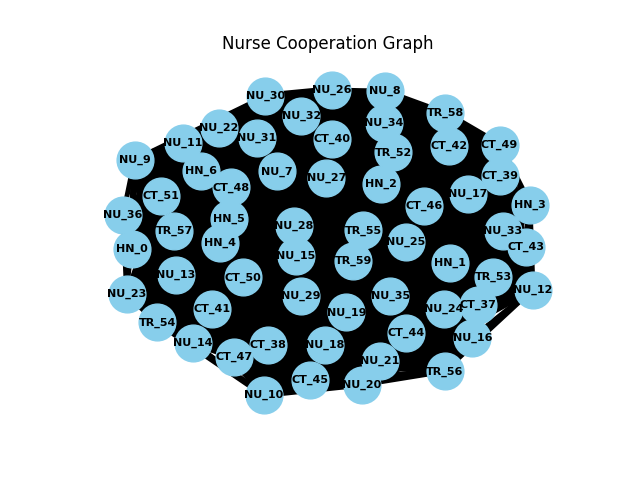 Nurse Cooperation Graph
NU_26
NU_8
NU_30
TR_58
NU_32
NU_34
NU_22
NU_31
CT_40
NU_11
CT_49
CT_42
TR_52
NU_9
HN_6
NU_7
CT_39
NU_27
HN_2
CT_48
NU_17
CT_51
HN_3
CT_46
NU_36
HN_5
NU_28
TR_57
TR_55
NU_33
NU_25
HN_4
CT_43
HN_0
NU_15
TR_59
HN_1
NU_13
CT_50
TR_53
NU_12
NU_23
NU_29
NU_35
CT_37
CT_41
NU_24
NU_19
TR_54
CT_44
NU_16
NU_14
CT_38
NU_18
CT_47
NU_21
TR_56
CT_45
NU_20
NU_10